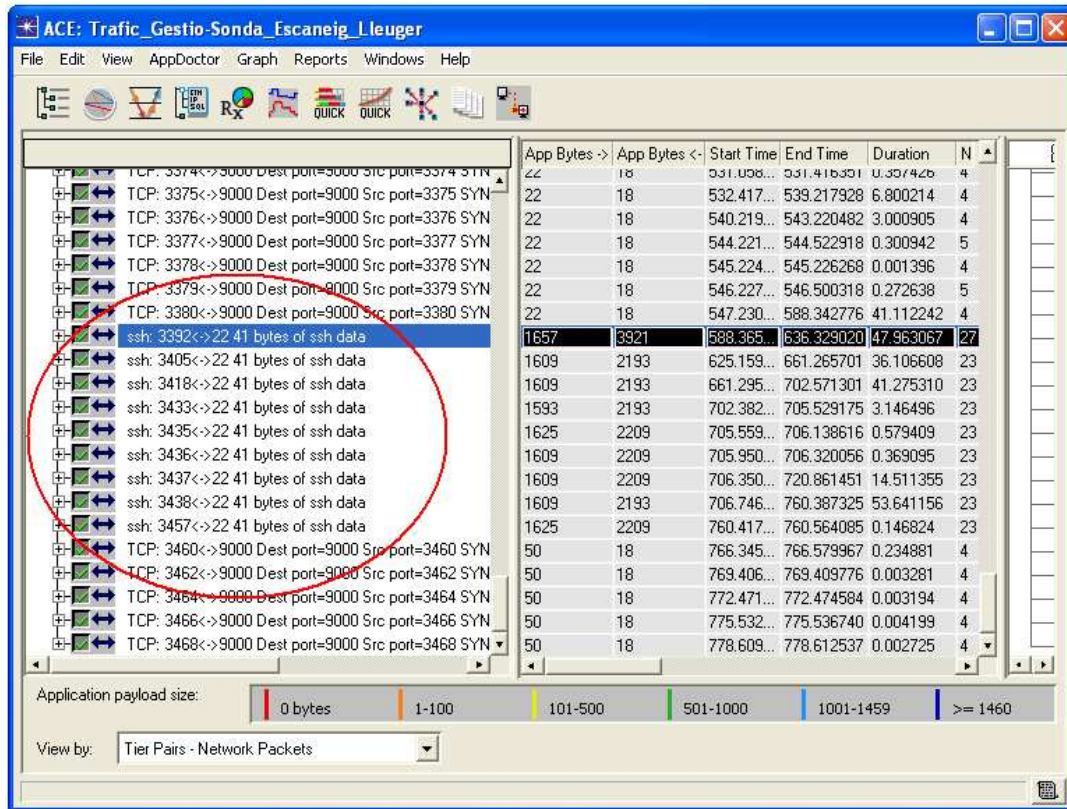 ACE: Trafic_Gestio-Sonda_Escaneig_Lleuger
File Edit View AppDoctor Graph Reports Windows Help
QUICK QUICK
App Bytes -> App Bytes <- Start Time End Time Duration N
TCP: 3374<->9000 Dest port=9000 Src port=3374 SYN 22 18 531.058... 531.416351 0.357426 4
TCP: 3375<->9000 Dest port=9000 Src port=3375 SYN 22 18 532.417... 539.217928 6.800214 4
TCP: 3376<->9000 Dest port=9000 Src port=3376 SYN 22 18 540.219... 543.220482 3.000905 4
TCP: 3377<->9000 Dest port=9000 Src port=3377 SYN 22 18 544.221... 544.522918 0.300942 5
TCP: 3378<->9000 Dest port=9000 Src port=3378 SYN 22 18 545.224... 545.226268 0.001396 4
TCP: 3379<->9000 Dest port=9000 Src port=3379 SYN 22 18 546.227... 546.500318 0.272638 5
TCP: 3380<->9000 Dest port=9000 Src port=3380 SYN 22 18 547.230... 588.342776 41.112242 4
ssh: 3392<->22 41 bytes of ssh data 1657 3921 588.365... 636.329020 47.963067 27
ssh: 3405<->22 41 bytes of ssh data 1609 2193 625.159... 661.265701 36.106608 23
ssh: 3418<->22 41 bytes of ssh data 1609 2193 661.295... 702.571301 41.275310 23
ssh: 3433<->22 41 bytes of ssh data 1593 2193 702.382... 705.529175 3.146496 23
ssh: 3435<->22 41 bytes of ssh data 1625 2209 705.559... 706.138616 0.579409 23
ssh: 3436<->22 41 bytes of ssh data 1609 2209 705.950... 706.320056 0.369095 23
ssh: 3437<->22 41 bytes of ssh data 1609 2209 706.350... 720.861451 14.511355 23
ssh: 3438<->22 41 bytes of ssh data 1609 2193 706.746... 760.387325 53.641156 23
ssh: 3457<->22 41 bytes of ssh data 1625 2209 760.417... 760.564085 0.146824 23
TCP: 3460<->9000 Dest port=9000 Src port=3460 SYN 50 18 766.345... 766.579967 0.234881 4
TCP: 3462<->9000 Dest port=9000 Src port=3462 SYN 50 18 769.406... 769.409776 0.003281 4
TCP: 3464<->9000 Dest port=9000 Src port=3464 SYN 50 18 772.471... 772.474584 0.003194 4
TCP: 3466<->9000 Dest port=9000 Src port=3466 SYN 50 18 775.532... 775.536740 0.004199 4
TCP: 3468<->9000 Dest port=9000 Src port=3468 SYN 50 18 778.609... 778.612537 0.002725 4
Application payload size: 0 bytes 1-100 101-500 501-1000 1001-1459 >= 1460
View by: Tier Pairs - Network Packets